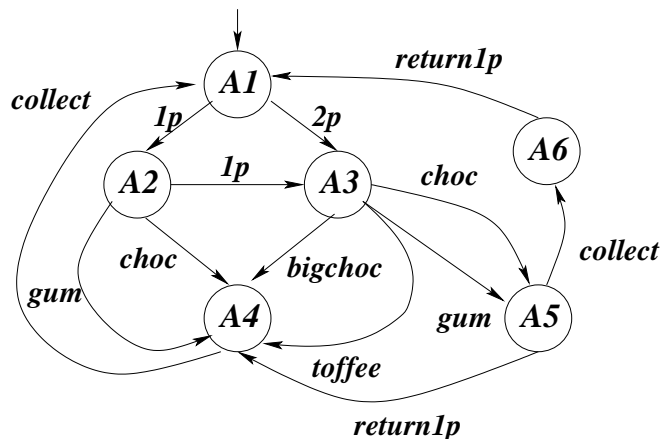 return1p
A1
collect
1p
2p
A6
A2
1p
A3
choc
choc
bigchoc
collect
gum
A4
gum
A5
toffee
return1p